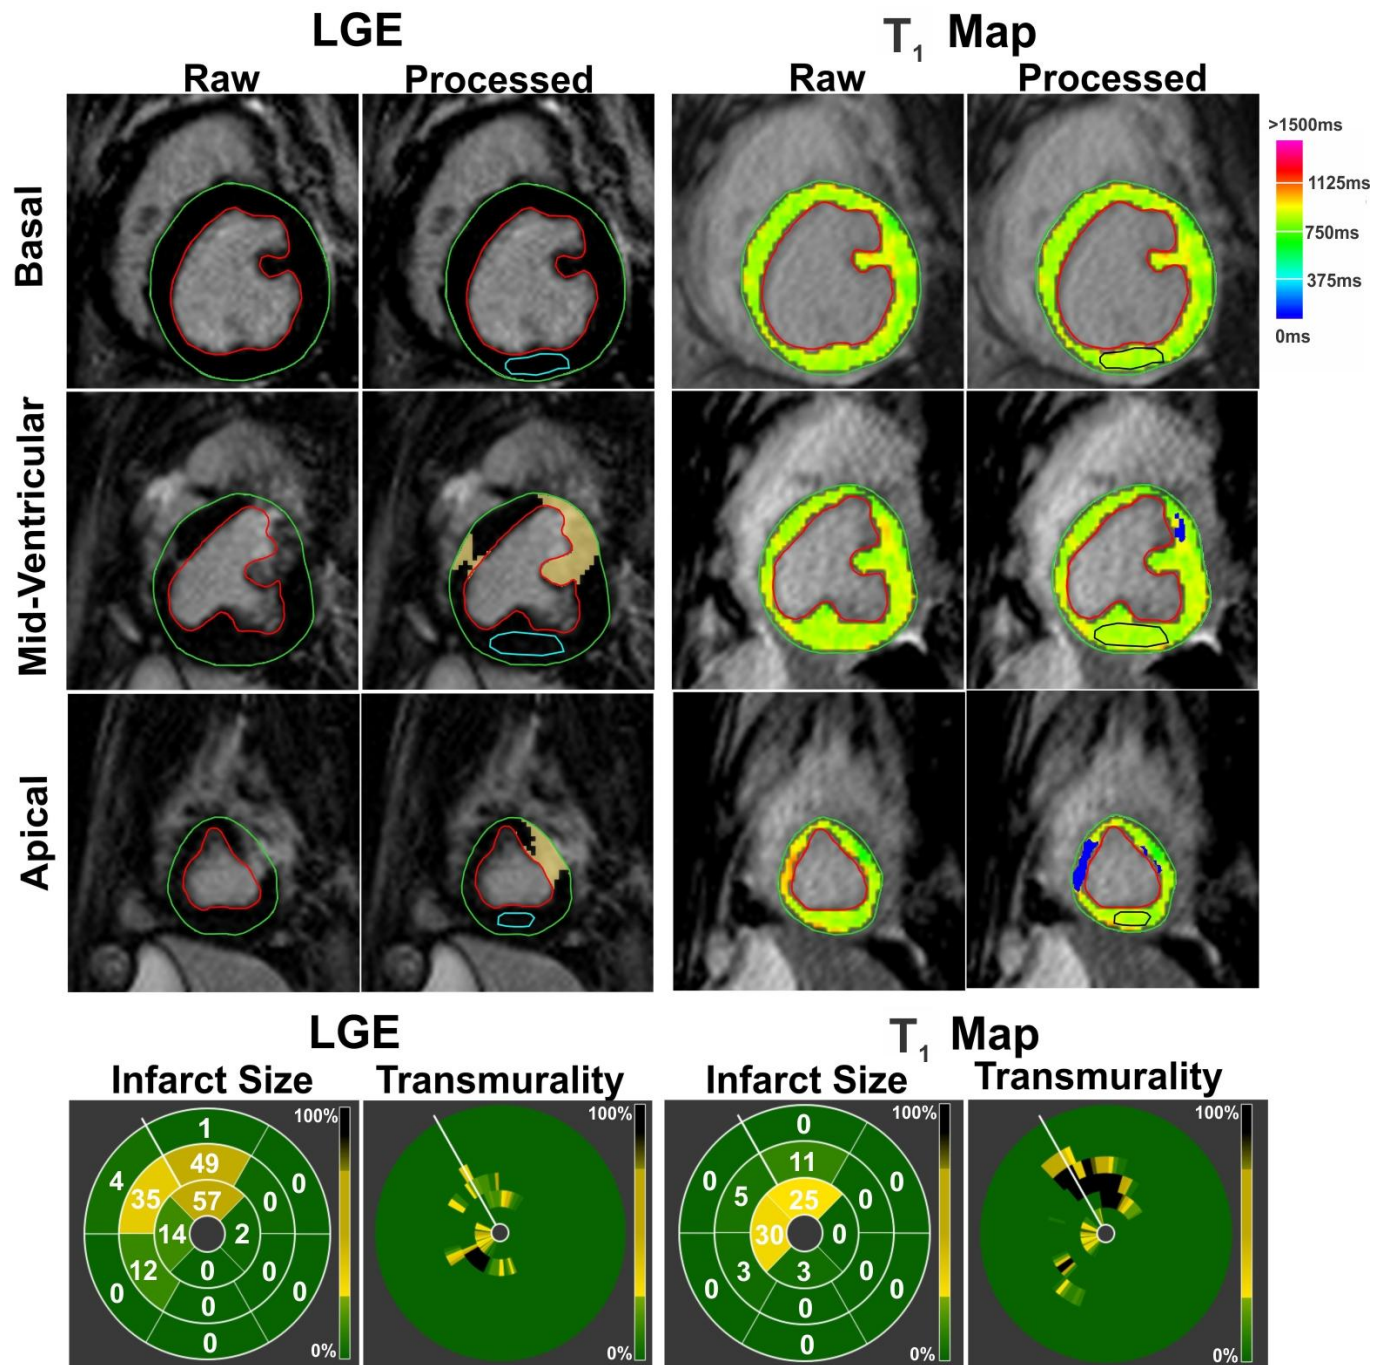 LGE
T1 Map
Raw
Processed
Raw
Processed
>1500ms
1125ms
750ms
375ms
0ms
Basal
Mid-Ventricular
Apical
LGE
T1 Map
Infarct Size
Transmurality
Infarct Size
Transmurality
100%
1
4
49
0
35
57
0
14
2
12
0
0
0
0
0
0
0%
100%
0%
100%
0
0
11
0
5
25
0
30
0
3
3
0
0
0
0
0
0%
100%
0%